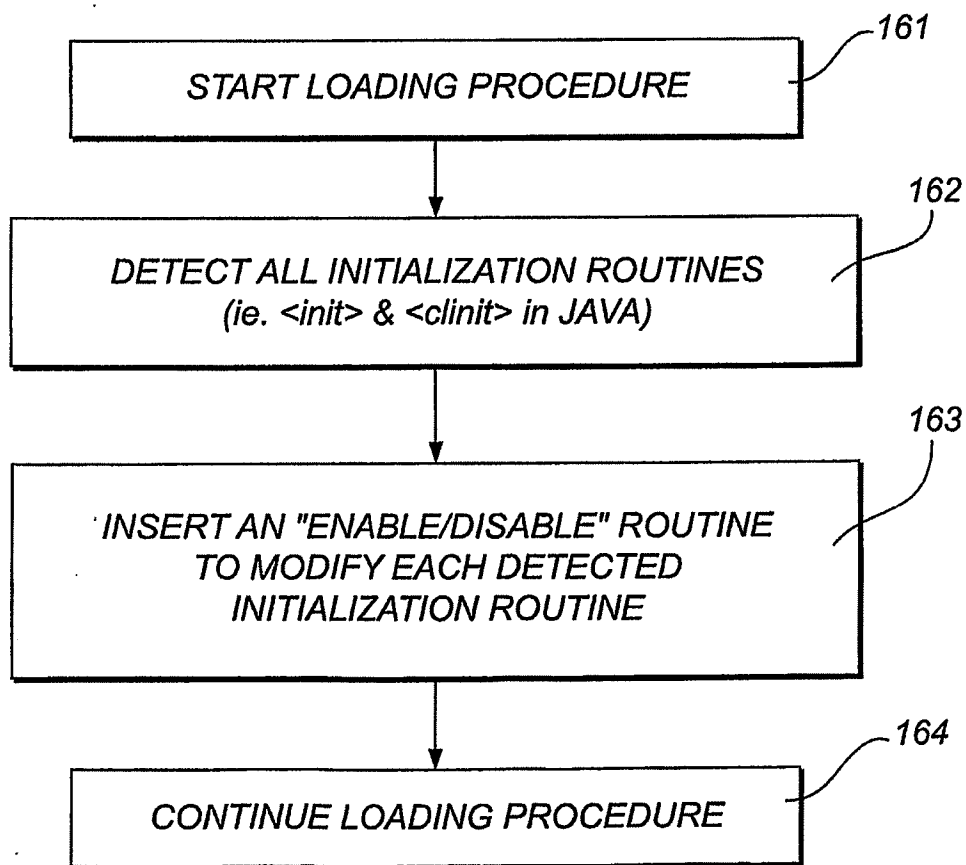 161
START LOADING PROCEDURE
162
DETECT ALL INITIALIZATION ROUTINES
(ie. <init> & <clinit> in JAVA)
163
INSERT AN "ENABLE/DISABLE" ROUTINE
TO MODIFY EACH DETECTED
INITIALIZATION ROUTINE
164
CONTINUE LOADING PROCEDURE